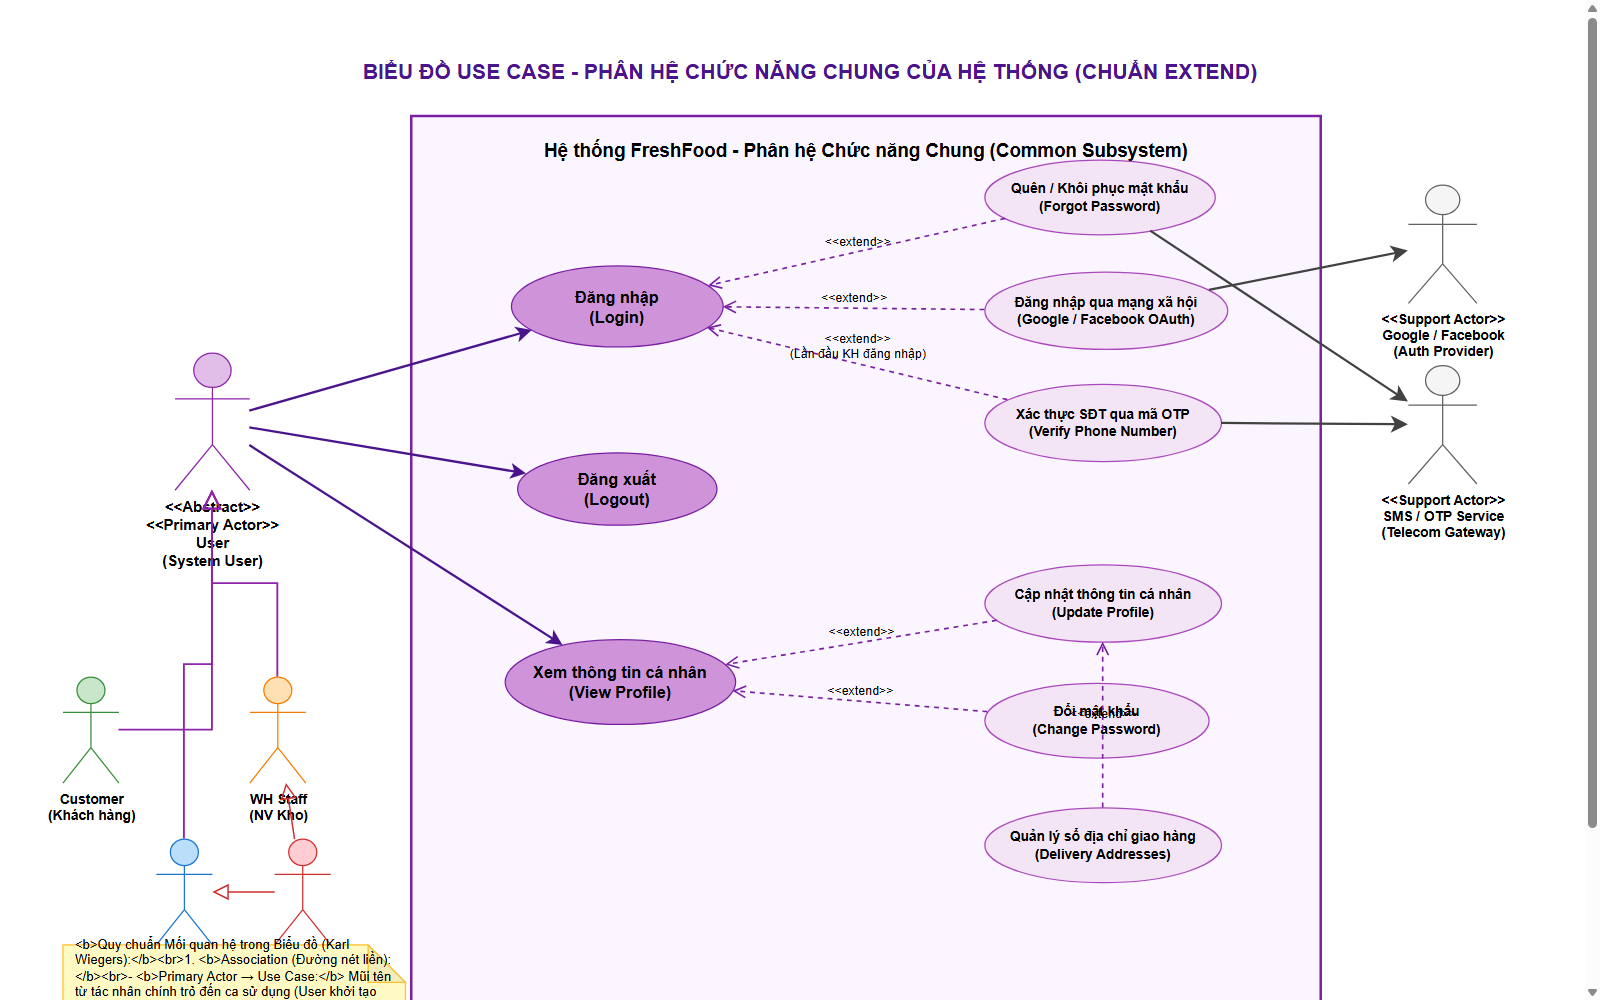 BIỂU ĐỒ USE CASE - PHÂN HỆ CHỨC NĂNG CHUNG CỦA HỆ THỐNG (CHUẨN EXTEND)
Hệ thống FreshFood - Phân hệ Chức năng Chung (Common Subsystem)
Quên / Khôi phục mật khẩu
(Forgot Password)
<<extend>>
Đăng nhập
(Login)
<<extend>>
Đăng nhập qua mạng xã hội
(Google / Facebook OAuth)
<<Support Actor>>
Google / Facebook
(Auth Provider)
<<extend>>
(Lần đầu KH đăng nhập)
Xác thực SĐT qua mã OTP
(Verify Phone Number)
Đăng xuất
(Logout)
<<Support Actor>>
SMS / OTP Service
(Telecom Gateway)
<<Abstract>>
<<Primary Actor>>
User
(System User)
Cập nhật thông tin cá nhân
(Update Profile)
<<extend>>
Xem thông tin cá nhân
(View Profile)
<<extend>>
Đổi mật khẩu
<<extend>>
(Change Password)
Customer
(Khách hàng)
WH Staff
(NV Kho)
Quản lý sổ địa chỉ giao hàng
(Delivery Addresses)
<b>Quy chuẩn Mối quan hệ trong Biểu đồ (Karl
Wiegers):</b><br>1. <b>Association (Đường nét liền):
</b><br>- <b>Primary Actor → Use Case:</b> Mũi tên
từ tác nhân chính trỏ đến ca sử dụng (User khởi tạo